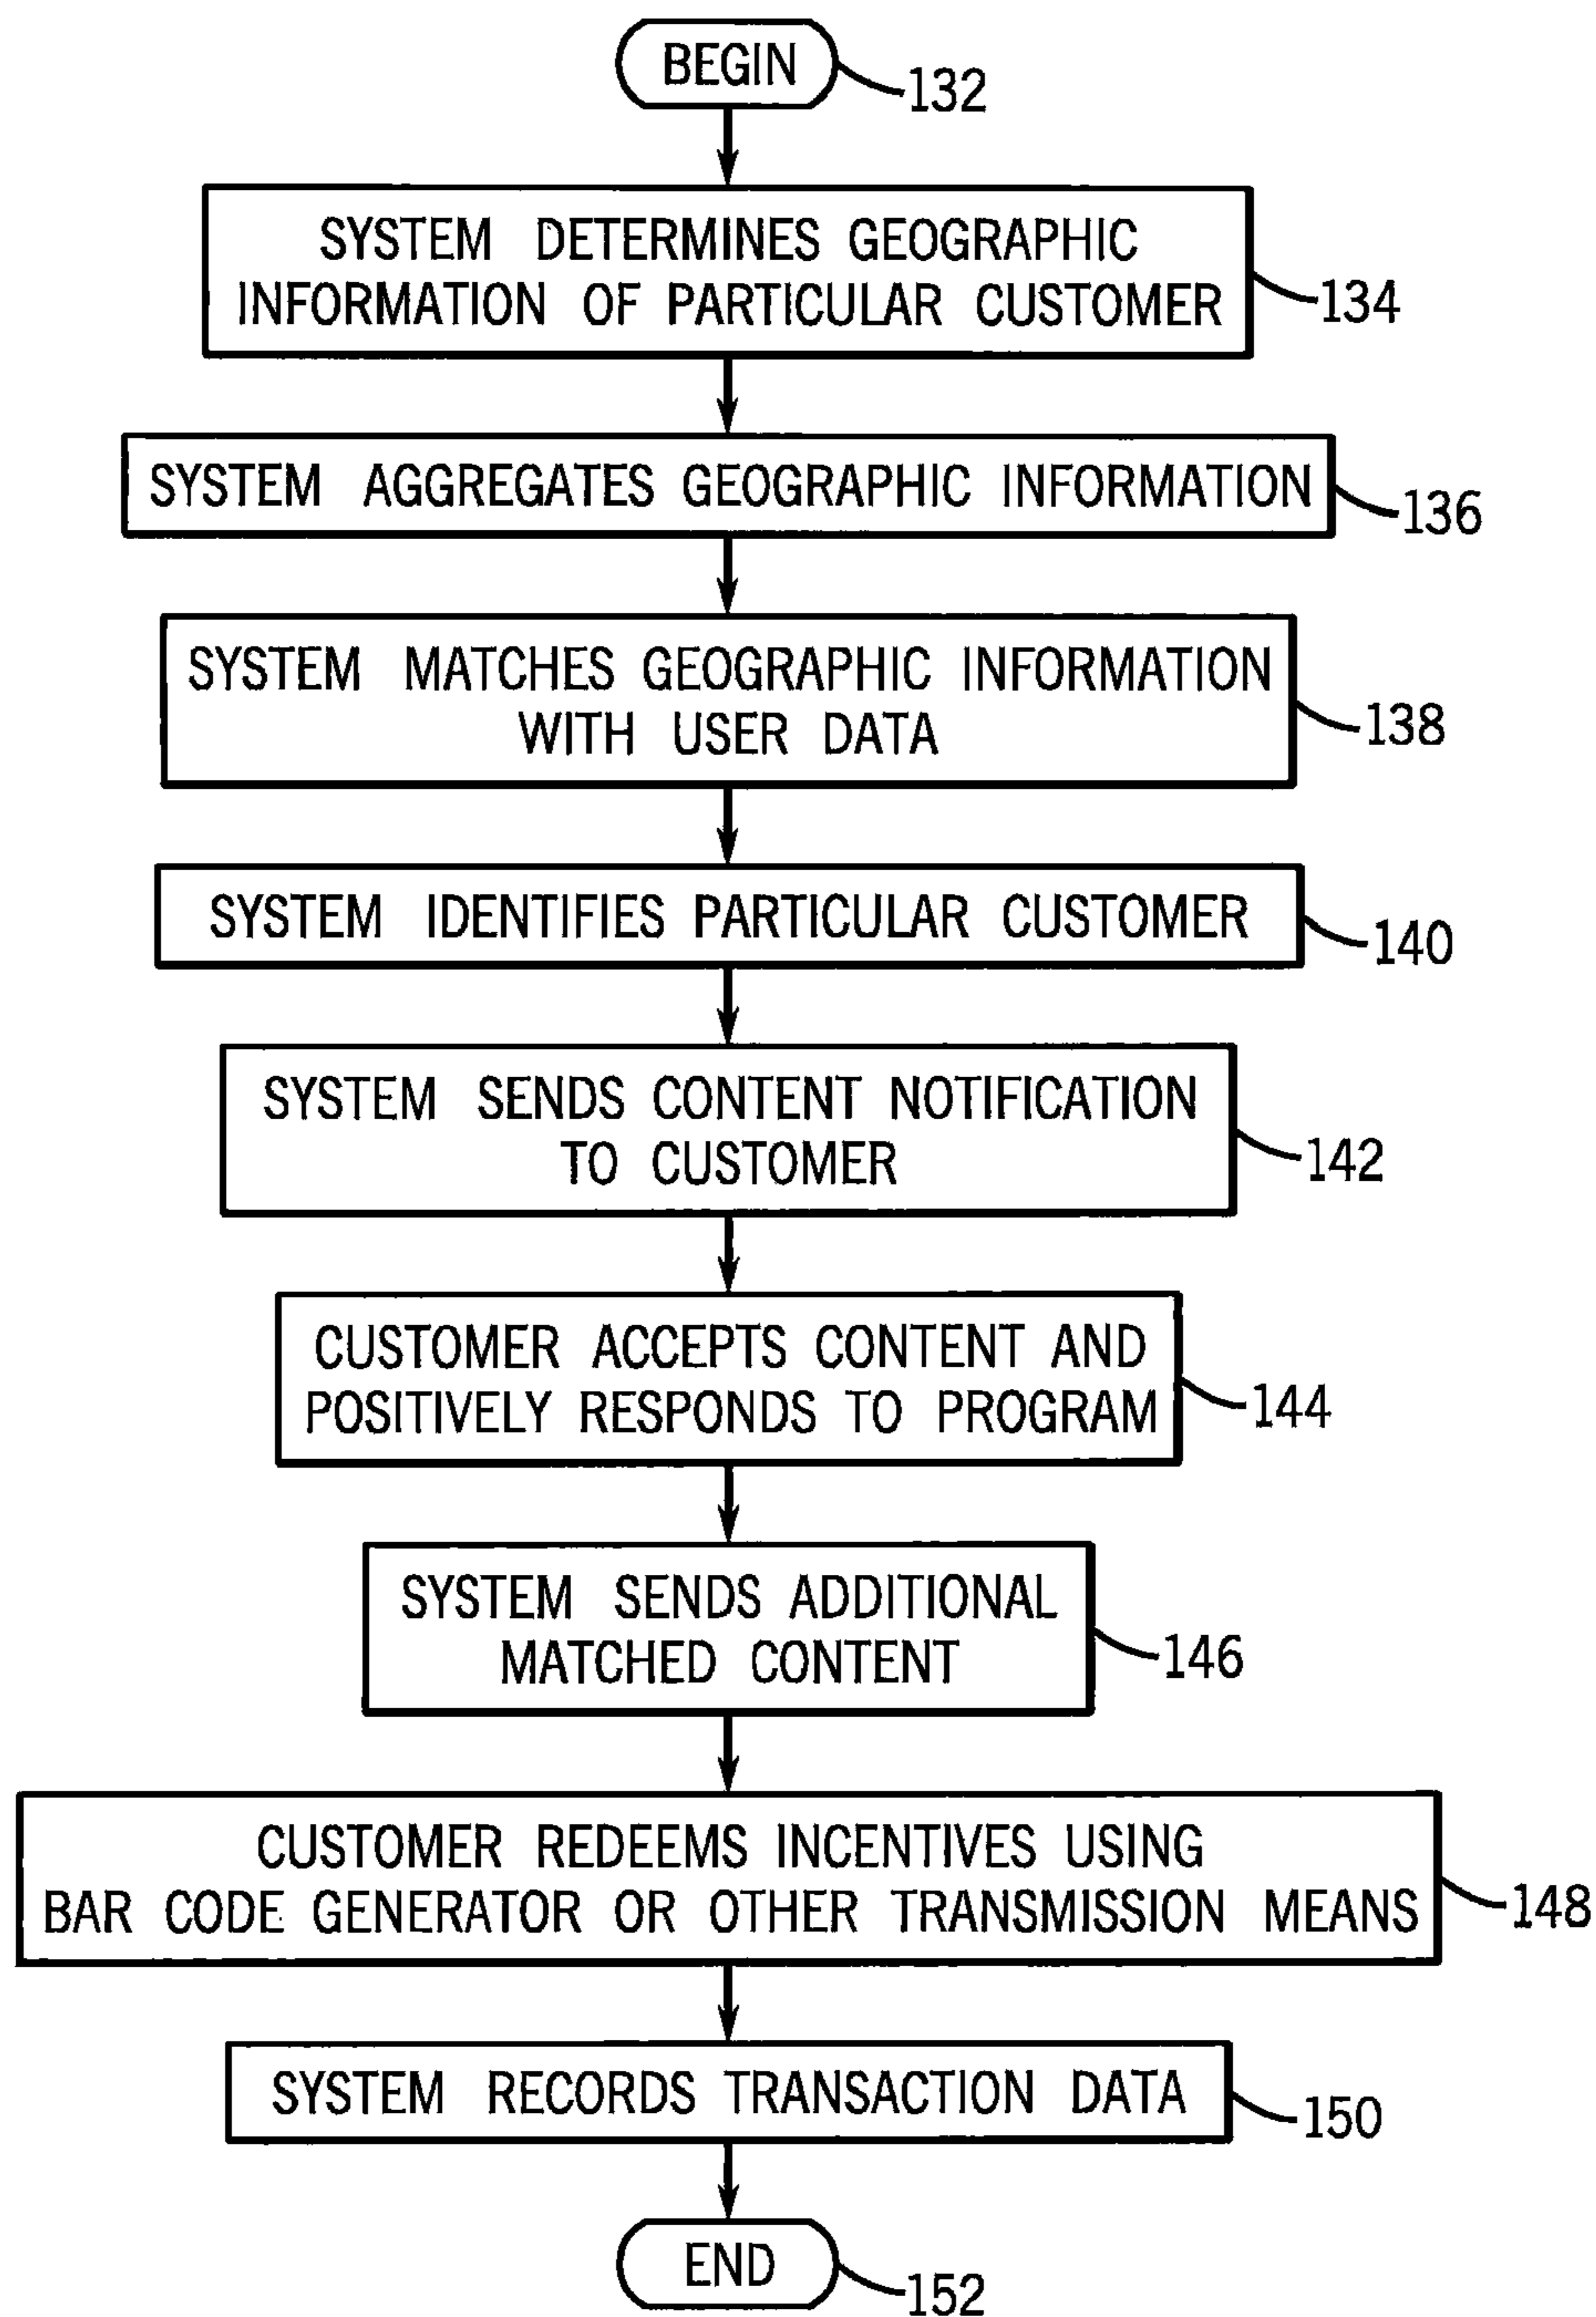 BEGIN
132
SYSTEM DETERMINES GEOGRAPHIC
INFORMATION OF PARTICULAR CUSTOMER
134
SYSTEM AGGREGATES GEOGRAPHIC INFORMATION
136
SYSTEM MATCHES GEOGRAPHIC INFORMATION
WITH USER DATA
138
SYSTEM IDENTIFIES PARTICULAR CUSTOMER
140
SYSTEM SENDS CONTENT NOTIFICATION
TO CUSTOMER
142
CUSTOMER ACCEPTS CONTENT AND
POSITIVELY RESPONDS TO PROGRAM
144
SYSTEM SENDS ADDITIONAL
MATCHED CONTENT
146
CUSTOMER REDEEMS INCENTIVES USING
BAR CODE GENERATOR OR OTHER TRANSMISSION MEANS
148
SYSTEM RECORDS TRANSACTION DATA
150
END
152